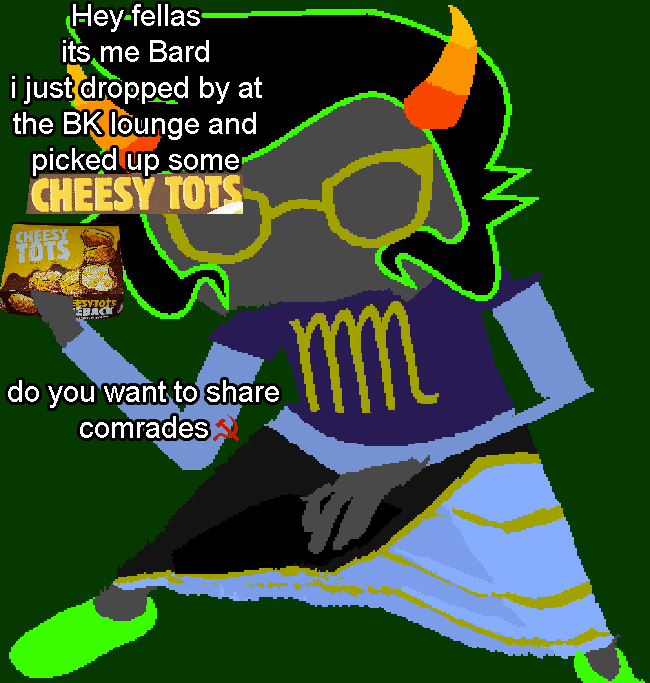 Hey fellas
its me Bard
i just dropped by at
the BK lounge and
picked up some
CHEESY TOTS
CHEESY
TOTS
do you want to share
comrades